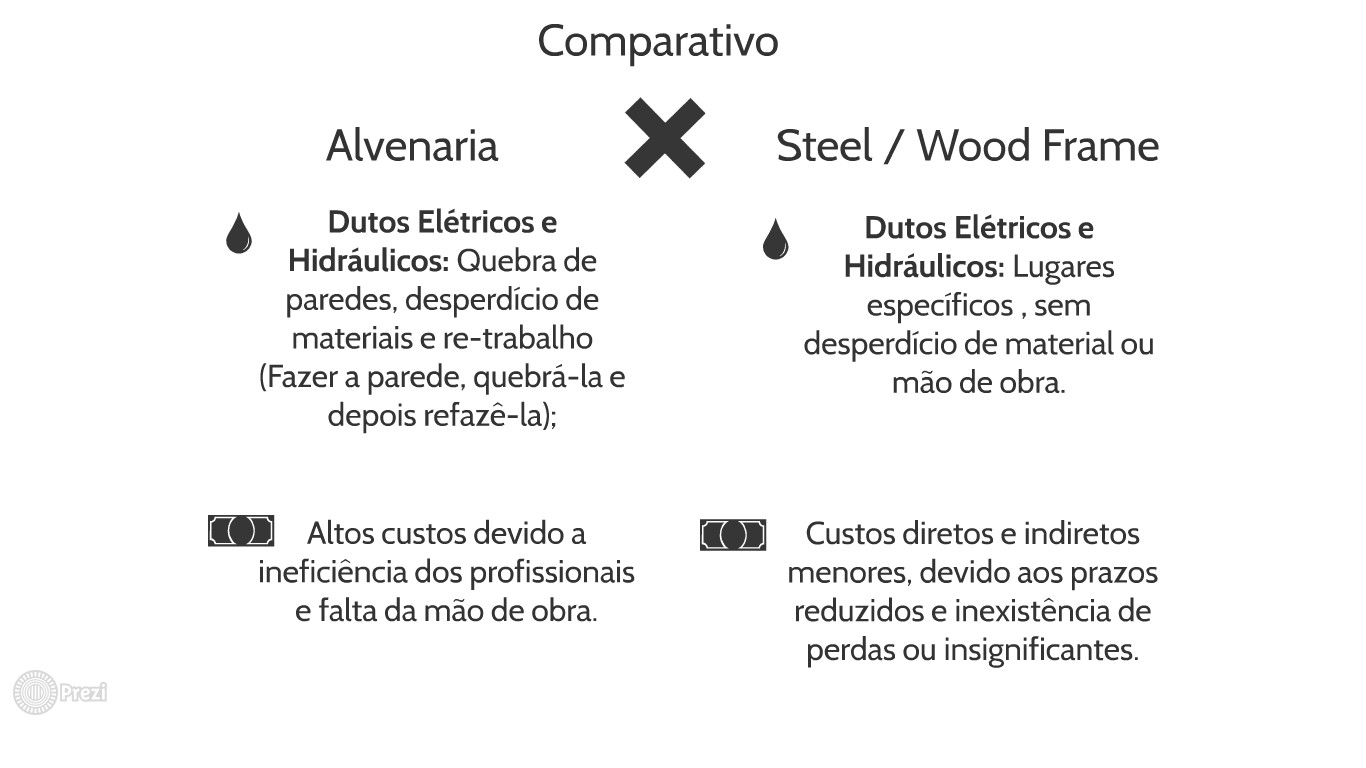 Comparativo
Alvenaria
Steel / Wood Frame
Dutos Elétricos e
Hidráulicos: Quebra de
paredes, desperdício de
materiais e re-trabalho
(Fazer a parede, quebrá-la e
depois refazê-la);
Dutos Elétricos e
Hidráulicos: Lugares
específicos , sem
desperdício de material ou
mão de obra.
Altos custos devido a
ineficiência dos profissionais
e falta da mão de obra.
Custos diretos e indiretos
menores, devido aos prazos
reduzidos e inexistência de
perdas ou insignificantes.
Prezi